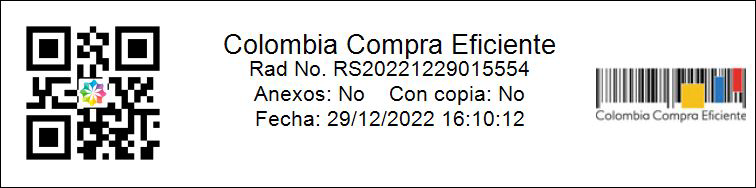 Colombia Compra Eficiente
Rad No. RS20221229015554
Anexos: No    Con copia: No
Fecha: 29/12/2022 16:10:12
Colombia Compra Eficiente